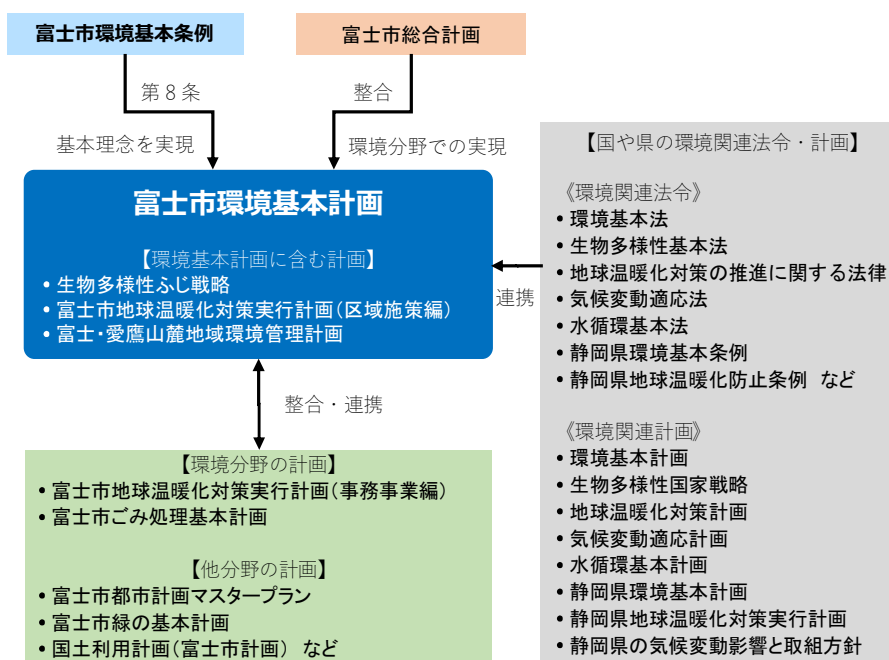 富士市環境基本条例
富士市総合計画
第8条
整合
基本理念を実現
環境分野での実現
富士市環境基本計画
【環境基本計画に含む計画】
•生物多様性ふじ戦略
•富士市地球温暖化対策実行計画(区域施策編)
•富士・愛鷹山麓地域環境管理計画
連携
整合・連携
【環境分野の計画】
•富士市地球温暖化対策実行計画(事務事業編)
•富士市ごみ処理基本計画
【他分野の計画】
•富士市都市計画マスタープラン
•富士市緑の基本計画
•国土利用計画(富士市計画) など
【国や県の環境関連法令・計画】
《環境関連法令》
•環境基本法
•生物多様性基本法
•地球温暖化対策の推進に関する法律
•気候変動適応法
•水循環基本法
•静岡県環境基本条例
•静岡県地球温暖化防止条例 など
《環境関連計画》
•環境基本計画
•生物多様性国家戦略
•地球温暖化対策計画
•気候変動適応計画
•水循環基本計画
•静岡県環境基本計画
•静岡県地球温暖化対策実行計画
•静岡県の気候変動影響と取組方針